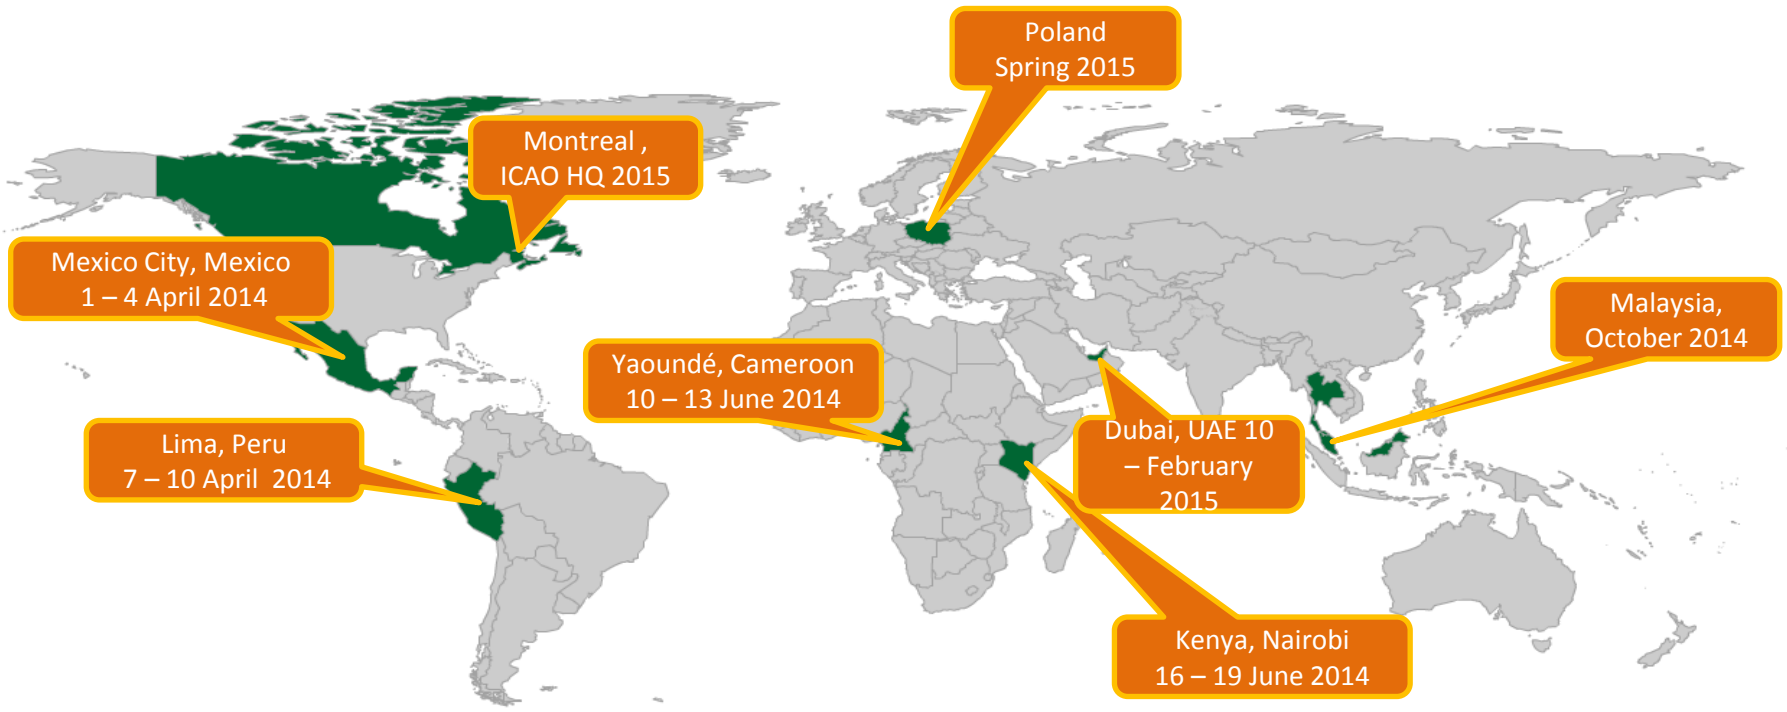 Poland
Spring 2015
Montreal ,
ICAO HQ 2015
Mexico City, Mexico
1 – 4 April 2014
Malaysia,
October 2014
Yaoundé, Cameroon
10 – 13 June 2014
Lima, Peru
7 – 10 April  2014
Dubai, UAE 10
– February
2015
Kenya, Nairobi
16 – 19 June 2014